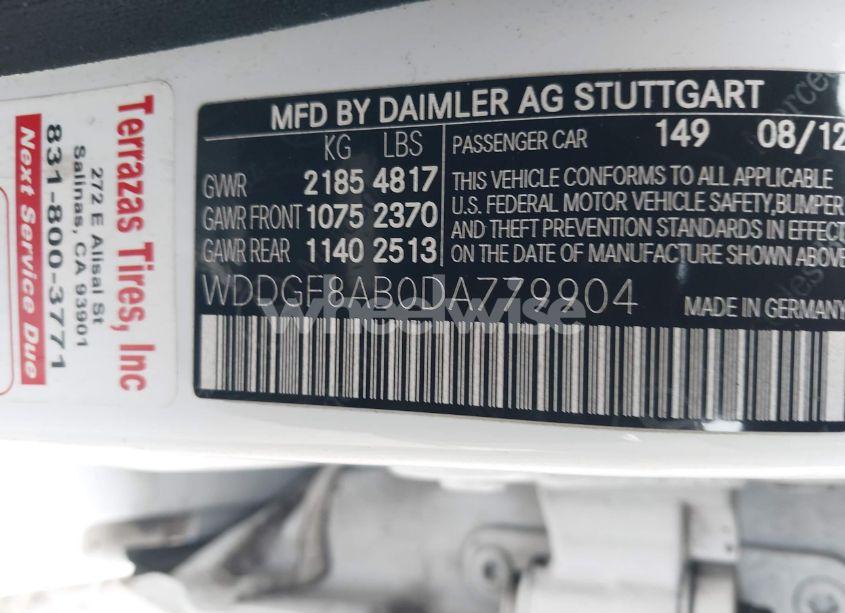 MFD BY DAIMLER AG STUTTGART
KG LBS
GVWR 2185 4817
GAWR FRONT 1075 2370
GAWR REAR 1140 2513
PASSENGER CAR 149 08/12
THIS VEHICLE CONFORMS TO ALL APPLICABLE
U.S. FEDERAL MOTOR VEHICLE SAFETY,BUMPER
AND THEFT PREVENTION STANDARDS IN EFFECT
ON THE DATE OF MANUFACTURE SHOWN ABOVE
WDDGF8AB0DA779904
MADE IN GERMANY
wheelwise
Terrazas Tires, Inc
272 E Alisal St
Salinas, CA 93901
831-800-3771
Next Service Due